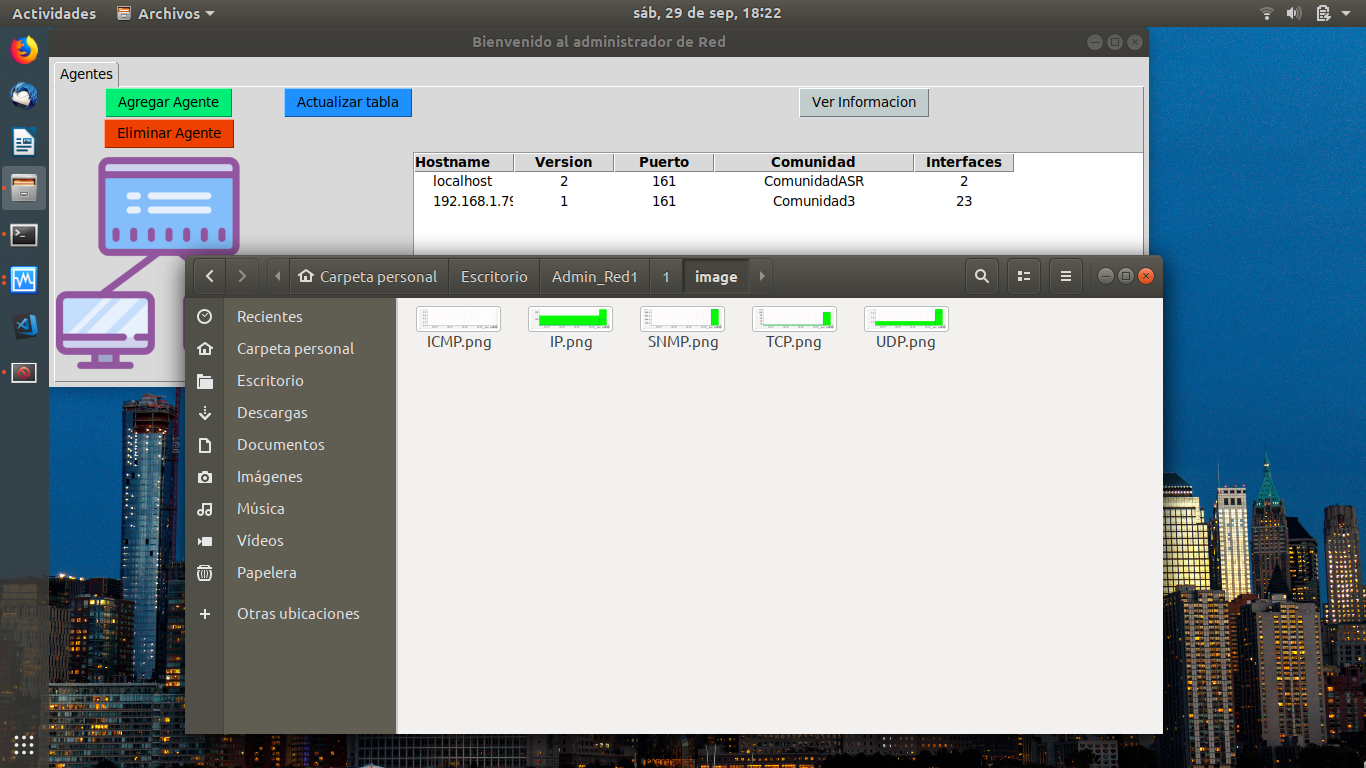 Actividades Archivos sáb, 29 de sep, 18:22
Bienvenido al administrador de Red
Agentes
Agregar Agente Actualizar tabla Ver Informacion
Eliminar Agente
Hostname Version Puerto Comunidad Interfaces
localhost 2 161 ComunidadASR 2
192.168.1.79 1 161 Comunidad3 23
Carpeta personal Escritorio Admin_Red1 1 image
Recientes
Carpeta personal
Escritorio
Descargas
Documentos
Imágenes
Música
Vídeos
Papelera
Otras ubicaciones
ICMP.png IP.png SNMP.png TCP.png UDP.png